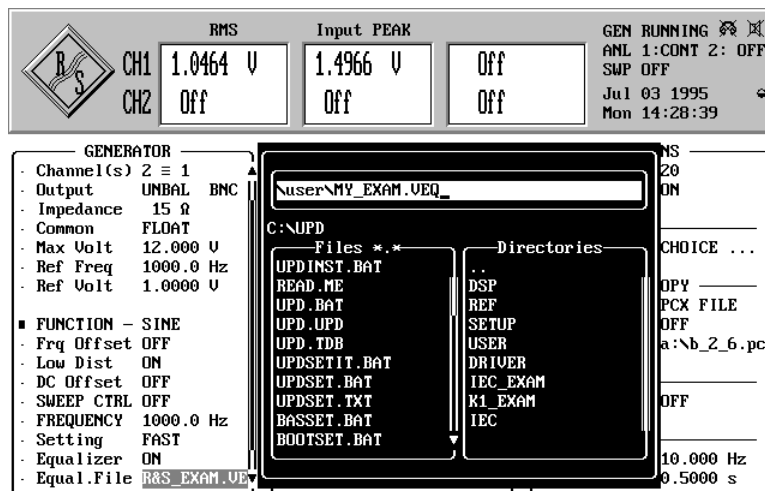 RMS Input PEAK
R/S
CH1 1.0464 V 1.4966 V Off
CH2 Off Off Off
GEN RUNNING
ANL 1:CONT 2: OFF
SWP OFF
Jul 03 1995
Mon 14:28:39
GENERATOR
Channel(s) 2 ≡ 1
Output UNBAL BNC
Impedance 15 Ω
Common FLOAT
Max Volt 12.000 V
Ref Freq 1000.0 Hz
Ref Volt 1.0000 V
FUNCTION — SINE
Frq Offset OFF
Low Dist ON
DC Offset OFF
SWEEP CTRL OFF
FREQUENCY 1000.0 Hz
Setting FAST
Equalizer ON
Equal.File R&S_EXAM.VE
\user\MY_EXAM.VEQ_
C:\UPD
Files *.*
UPDINST.BAT
READ.ME
UPD.BAT
UPD.UPD
UPD.TDB
UPDSETIT.BAT
UPDSET.BAT
UPDSET.TXT
BASSET.BAT
BOOTSET.BAT
Directories
..
DSP
REF
SETUP
USER
DRIVER
IEC_EXAM
K1_EXAM
IEC
NS
20
ON
CHOICE ...
OPY
PCX FILE
OFF
a:\b_2_6.pc
OFF
10.000 Hz
0.5000 s